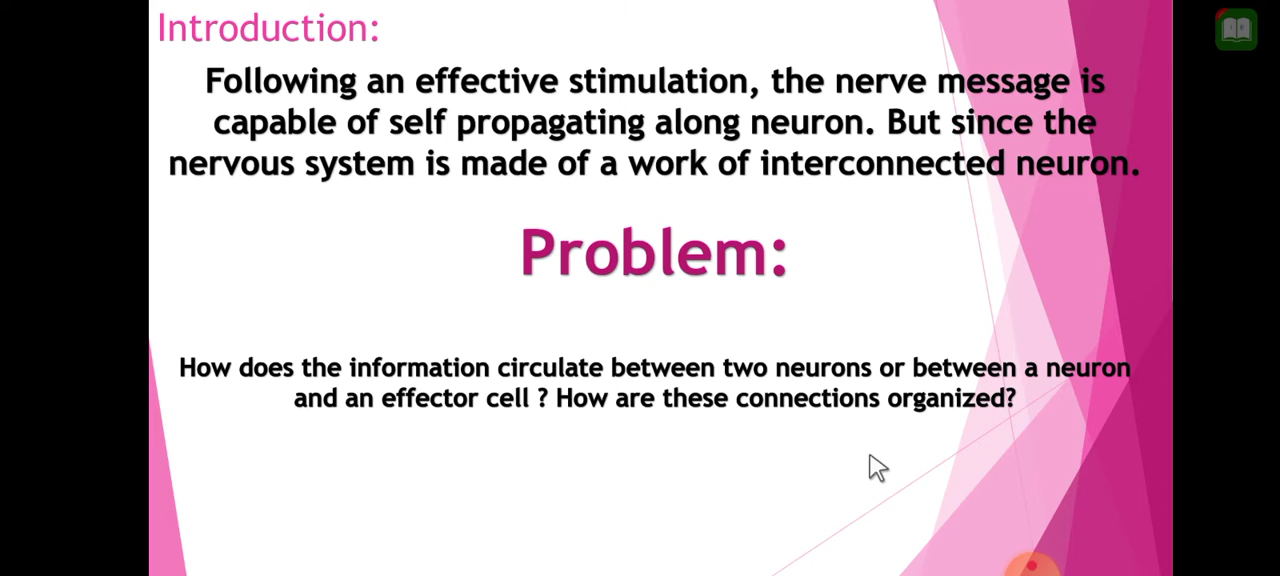 Introduction:
Following an effective stimulation, the nerve message is
capable of self propagating along neuron. But since the
nervous system is made of a work of interconnected neuron.
Problem:
How does the information circulate between two neurons or between a neuron
and an effector cell ? How are these connections organized?